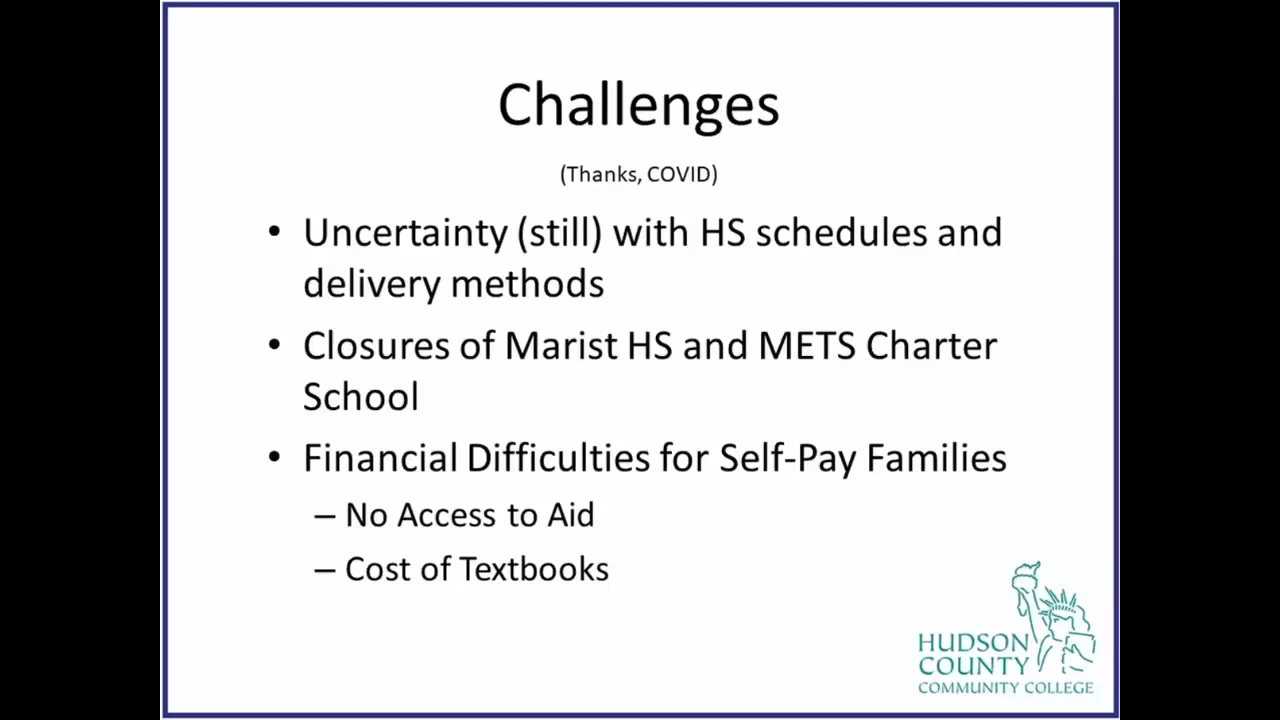 Challenges
(Thanks, COVID)
• Uncertainty (still) with HS schedules and
delivery methods
• Closures of Marist HS and METS Charter
School
• Financial Difficulties for Self-Pay Families
– No Access to Aid
– Cost of Textbooks
HUDSON
COUNTY
COMMUNITY COLLEGE